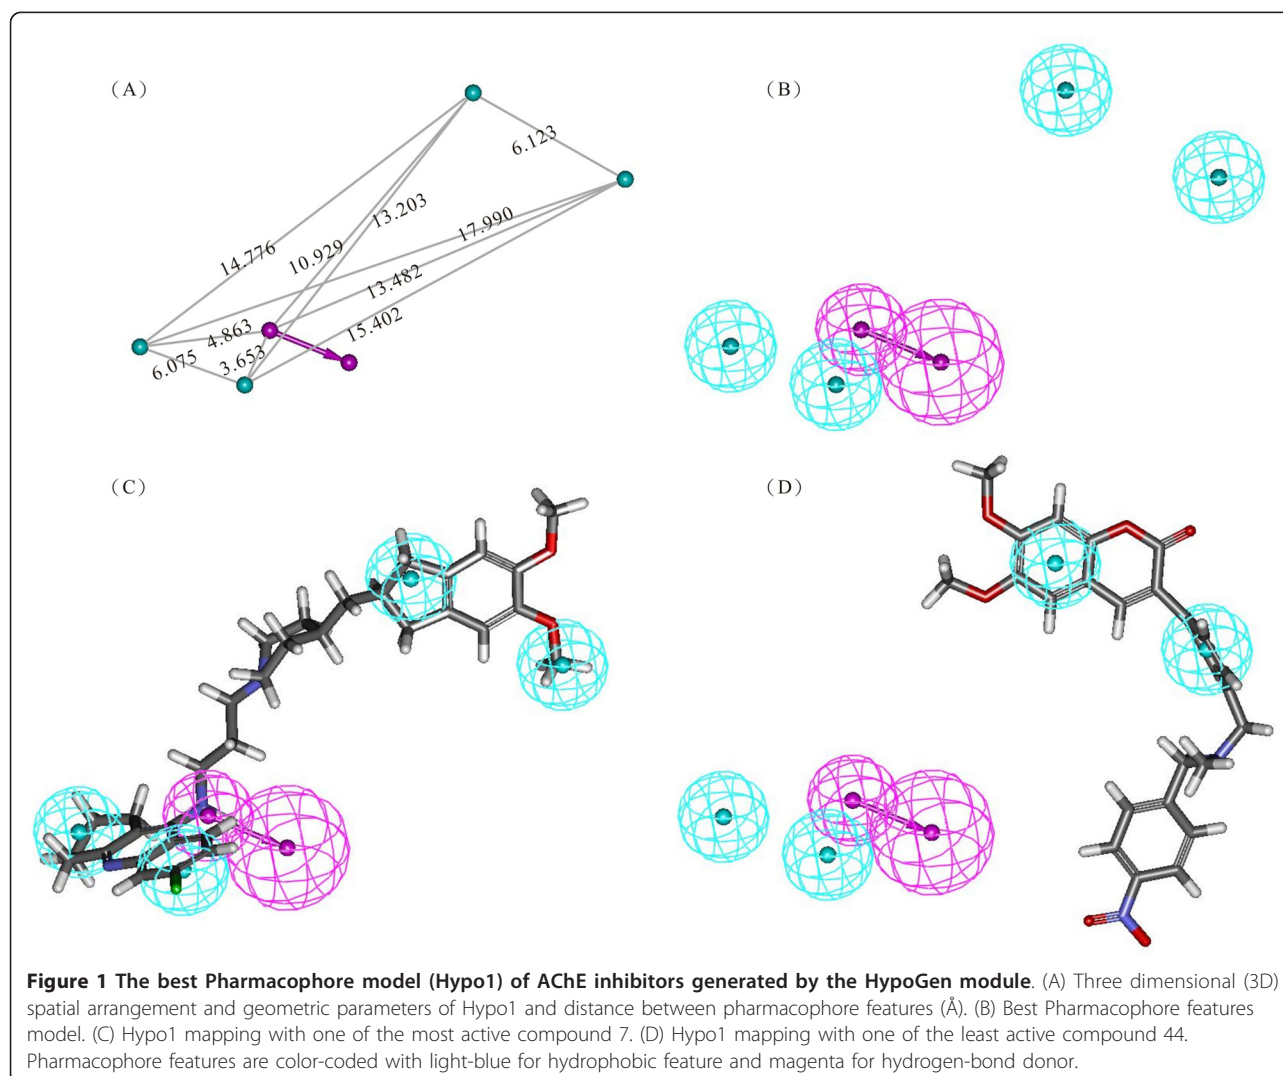 (A)
6.123
13.203
17.990
14.776
10.929
13.482
15.402
4.863
3.653
6.075
(B)
(C)
(D)
Figure 1 The best Pharmacophore model (Hypo1) of AChE inhibitors generated by the HypoGen module. (A) Three dimensional (3D)
spatial arrangement and geometric parameters of Hypo1 and distance between pharmacophore features (Å). (B) Best Pharmacophore features
model. (C) Hypo1 mapping with one of the most active compound 7. (D) Hypo1 mapping with one of the least active compound 44.
Pharmacophore features are color-coded with light-blue for hydrophobic feature and magenta for hydrogen-bond donor.